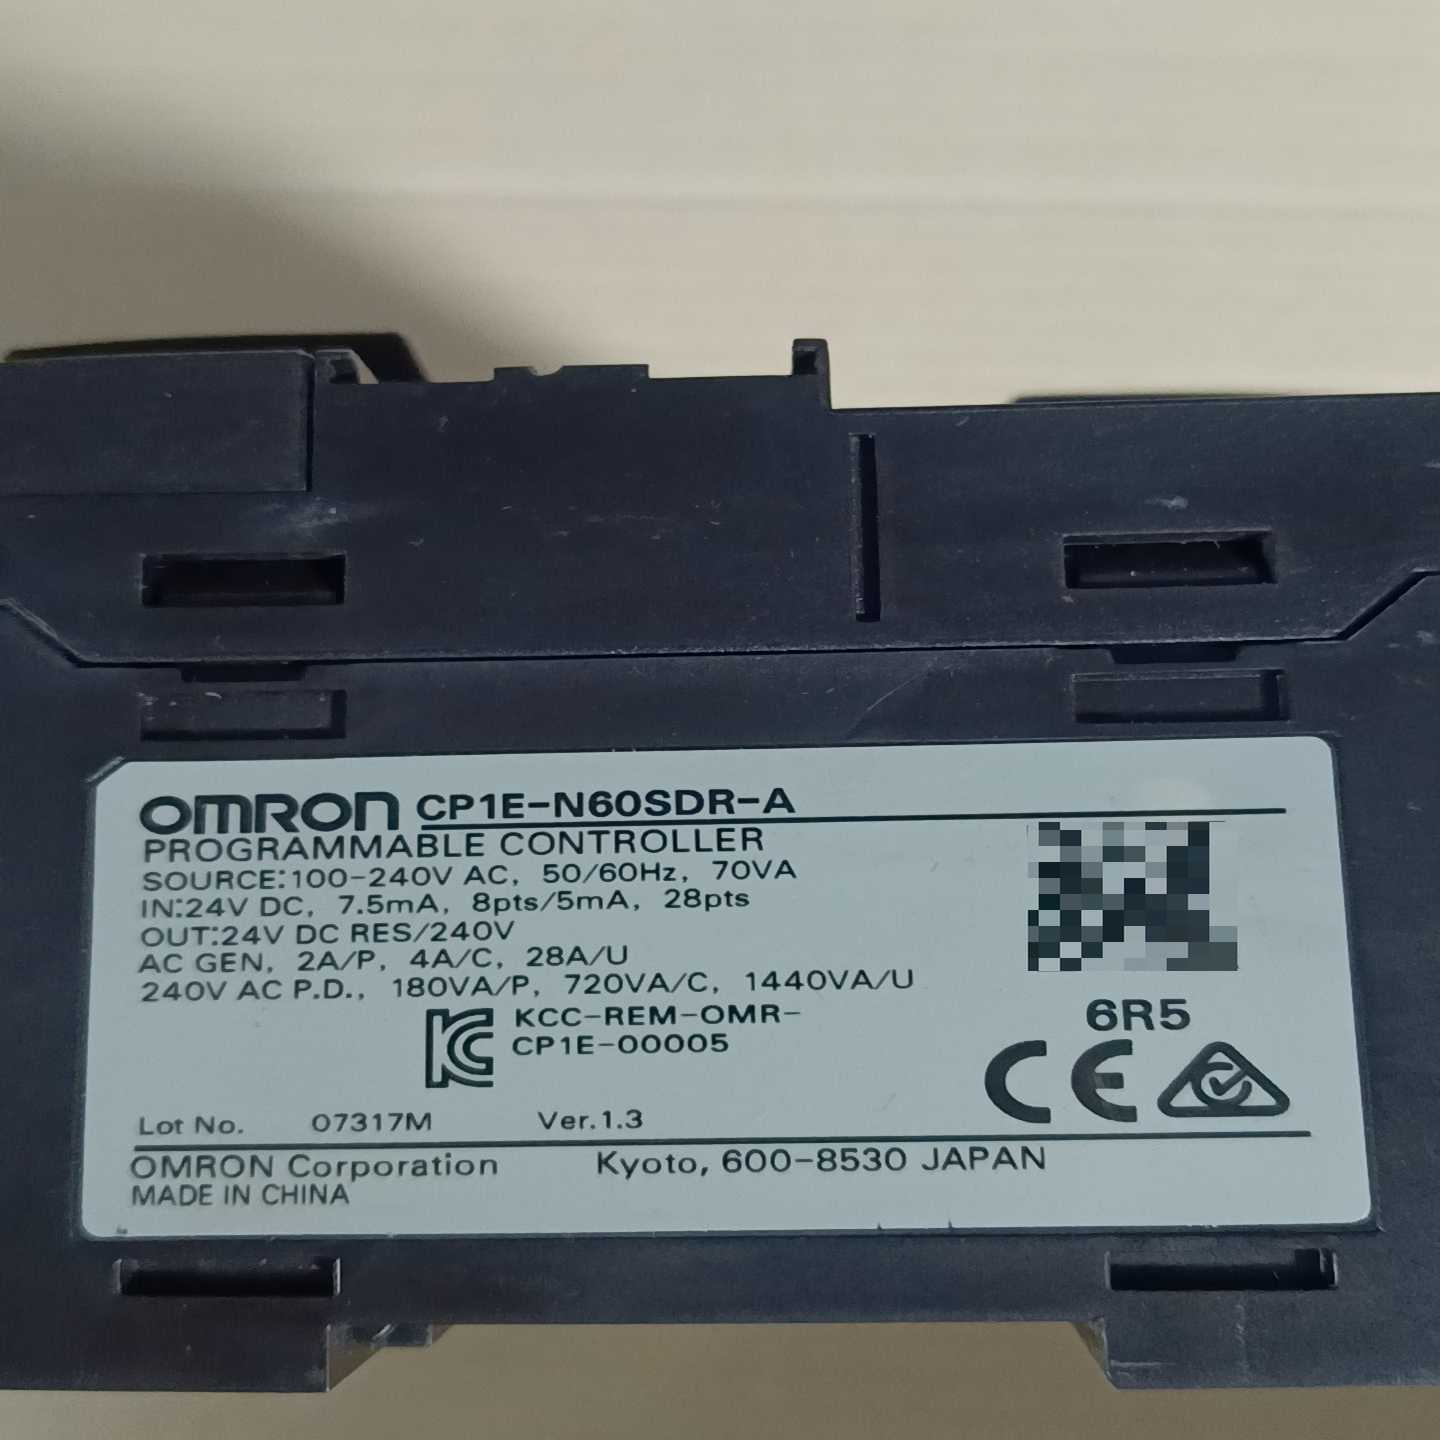 OMRON CP1E-N60SDR-A
PROGRAMMABLE CONTROLLER
SOURCE:100-240V AC, 50/60Hz, 70VA
IN:24V DC, 7.5mA, 8pts/5mA, 28pts
OUT:24V DC RES/240V
AC GEN, 2A/P, 4A/C, 28A/U
240V AC P.D., 180VA/P, 720VA/C, 1440VA/U
KCC-REM-OMR-
CP1E-00005
6R5
CE
Lot No. 07317M Ver.1.3
OMRON Corporation Kyoto, 600-8530 JAPAN
MADE IN CHINA